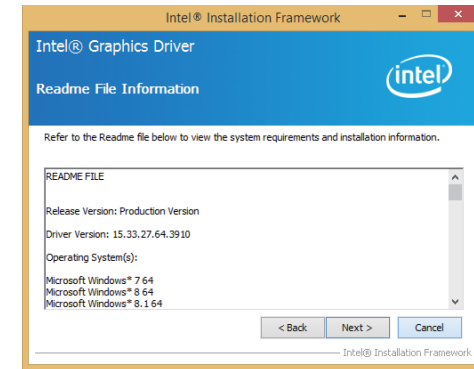 Intel® Installation Framework
Intel® Graphics Driver
Readme File Information
intel
Refer to the Readme file below to view the system requirements and installation information.
README FILE
Release Version: Production Version
Driver Version: 15.33.27.64.3910
Operating System(s):
Microsoft Windows* 7 64
Microsoft Windows* 8 64
Microsoft Windows* 8.1 64
< Back Next > Cancel
Intel® Installation Framework